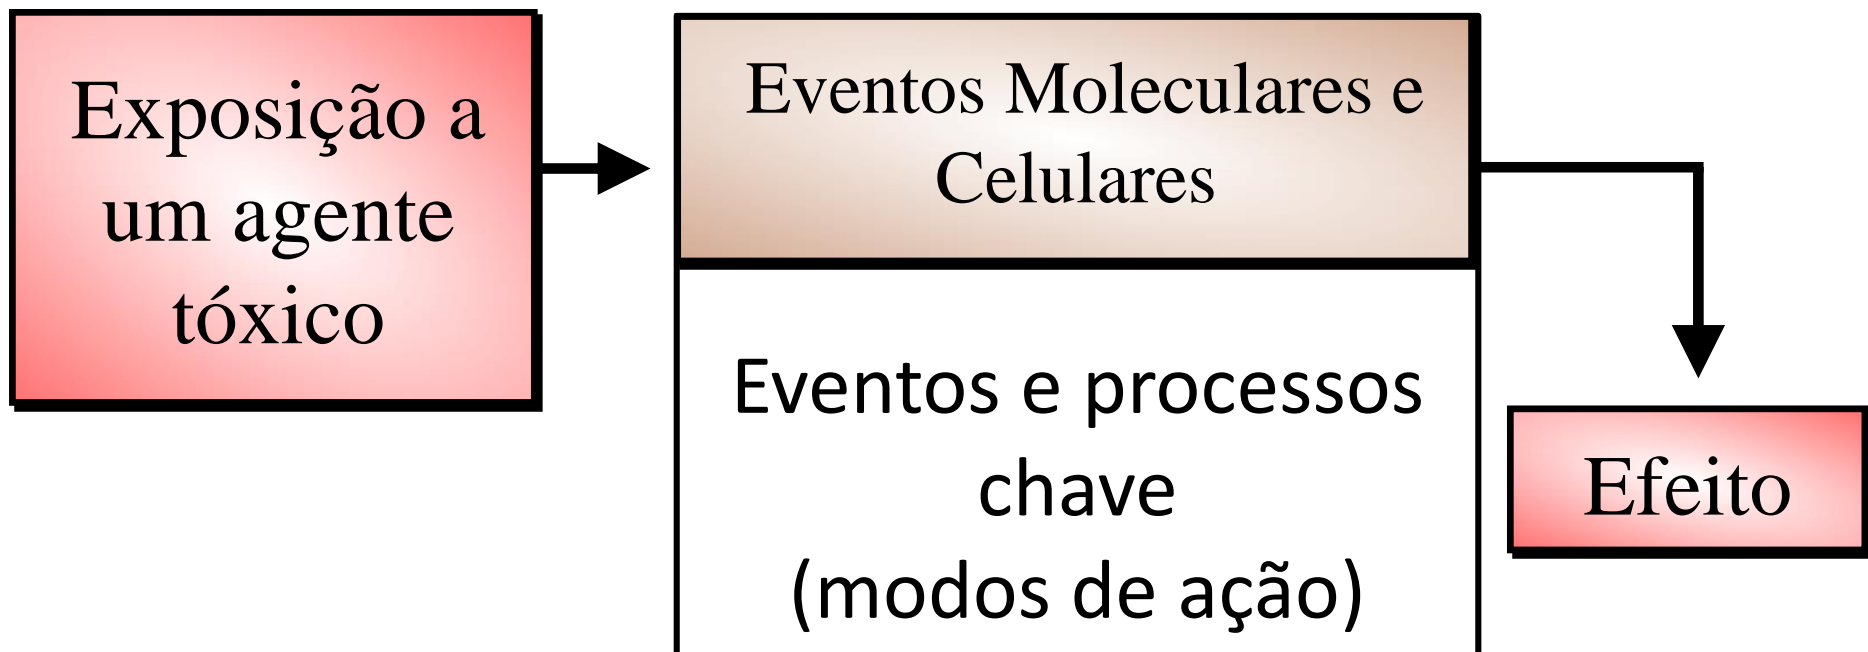 Exposição a
um agente
tóxico
Eventos Moleculares e
Celulares
Eventos e processos
chave
(modos de ação)
Efeito